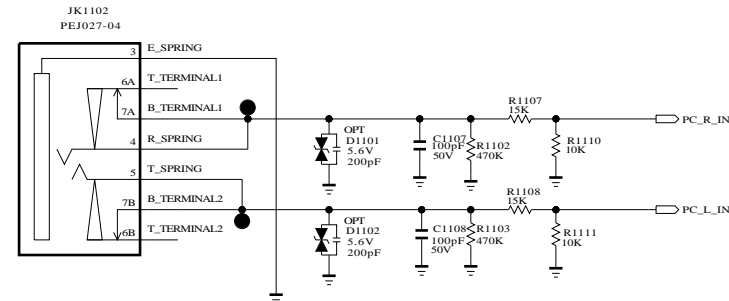 JK1102
PEJ027-04
3 E_SPRING
6A T_TERMINAL1
7A B_TERMINAL1
4 R_SPRING
5 T_SPRING
7B B_TERMINAL2
6B T_TERMINAL2
OPT
D1101
5.6V
200pF
C1107
100pF
50V
R1102
470K
R1107
15K
R1110
10K
PC_R_IN
OPT
D1102
5.6V
200pF
C1108
100pF
50V
R1103
470K
R1108
15K
R1111
10K
PC_L_IN